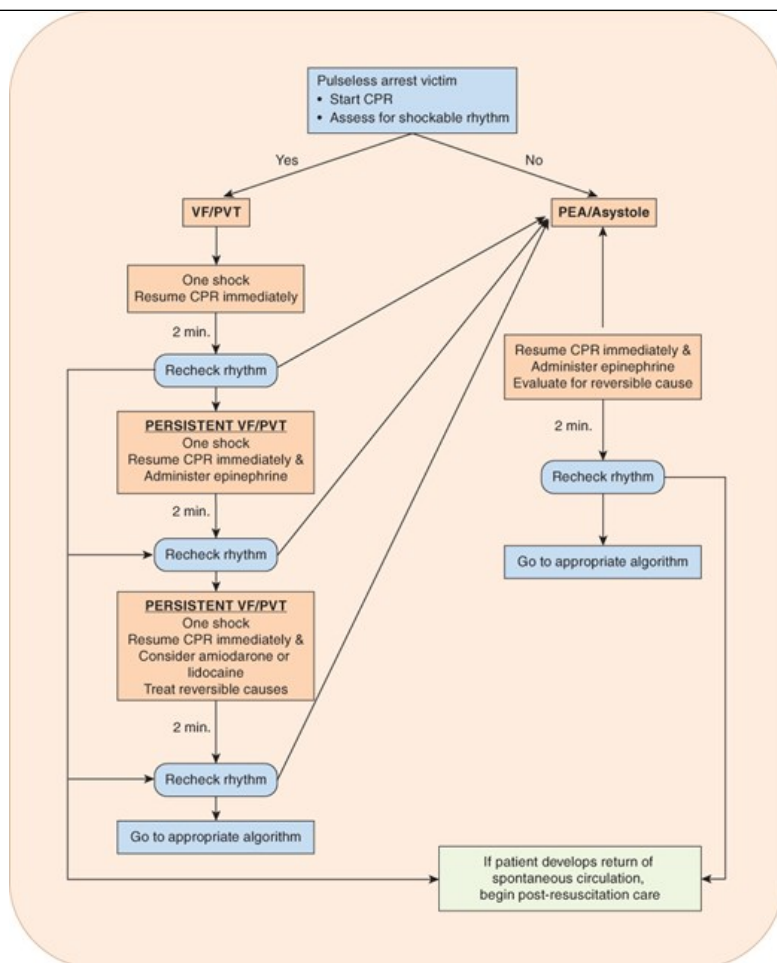 Pulseless arrest victim
• Start CPR
• Assess for shockable rhythm
Yes
No
VF/PVT
PEA/Asystole
One shock
Resume CPR immediately
2 min.
Recheck rhythm
PERSISTENT VF/PVT
One shock
Resume CPR immediately &
Administer epinephrine
2 min.
Recheck rhythm
PERSISTENT VF/PVT
One shock
Resume CPR immediately &
Consider amiodarone or
lidocaine
Treat reversible causes
2 min.
Recheck rhythm
Go to appropriate algorithm
Resume CPR immediately &
Administer epinephrine
Evaluate for reversible cause
2 min.
Recheck rhythm
Go to appropriate algorithm
If patient develops return of
spontaneous circulation,
begin post-resuscitation care